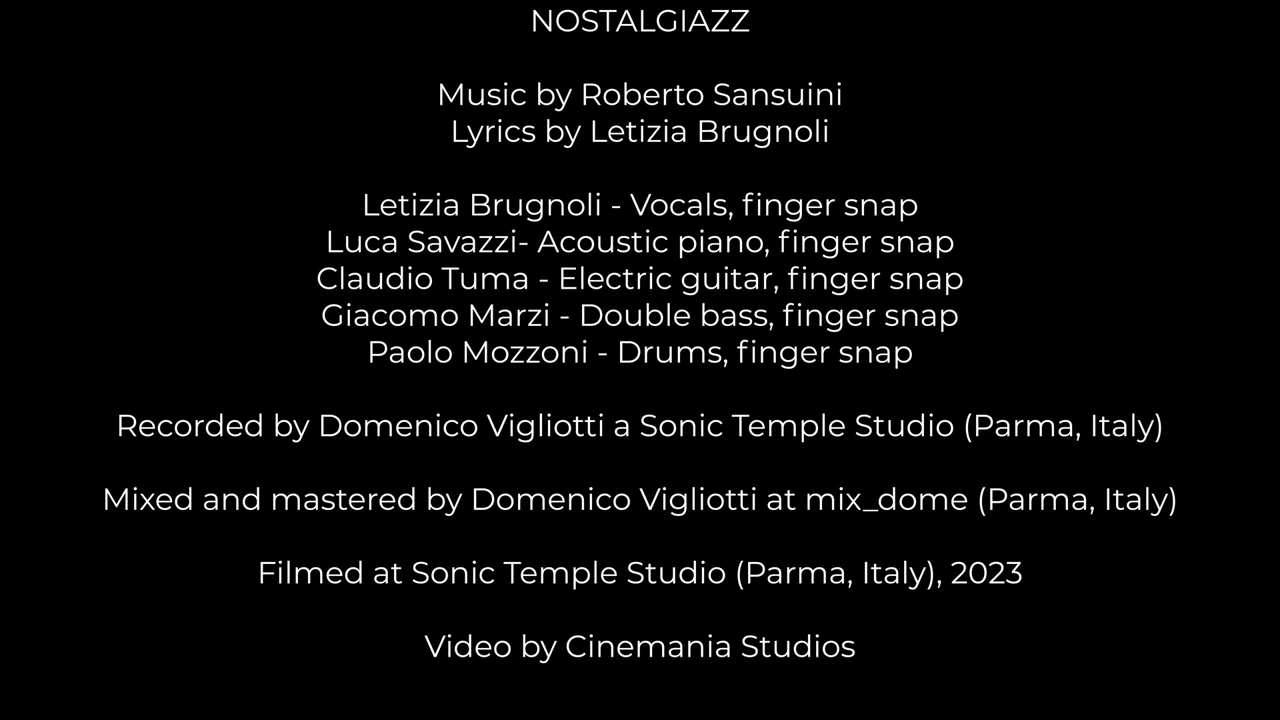 NOSTALGIAZZ
Music by Roberto Sansuini
Lyrics by Letizia Brugnoli
Letizia Brugnoli - Vocals, finger snap
Luca Savazzi- Acoustic piano, finger snap
Claudio Tuma - Electric guitar, finger snap
Giacomo Marzi - Double bass, finger snap
Paolo Mozzoni - Drums, finger snap
Recorded by Domenico Vigliotti a Sonic Temple Studio (Parma, Italy)
Mixed and mastered by Domenico Vigliotti at mix_dome (Parma, Italy)
Filmed at Sonic Temple Studio (Parma, Italy), 2023
Video by Cinemania Studios